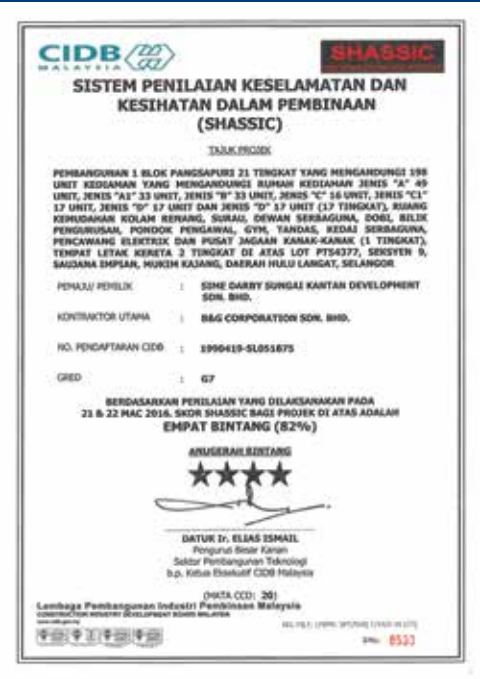 CIDB
MALAYSIA
SHASSIC
SISTEM PENILAIAN KESELAMATAN DAN
KESIHATAN DALAM PEMBINAAN
(SHASSIC)
TAJUK PROJEK
PEMBANGUNAN 1 BLOK PANGSAPURI 21 TINGKAT YANG MENGANDUNGI 198
UNIT KEDIAMAN YANG MENGANDUNGI RUMAH KEDIAMAN JENIS "A" 49
UNIT, JENIS "A1" 33 UNIT, JENIS "B" 33 UNIT, JENIS "C" 16 UNIT, JENIS "C1"
17 UNIT, JENIS "D" 17 UNIT DAN JENIS "D" 17 UNIT (17 TINGKAT), RUANG
KEMUDAHAN KOLAM RENANG, SURAU, DEWAN SERBAGUNA, DOBI, BILIK
PENGURUSAN, PONDOK PENGAWAL, GYM, TANDAS, KEDAI SERBAGUNA,
PENCAWANG ELEKTRIK DAN PUSAT JAGAAN KANAK-KANAK (1 TINGKAT),
TEMPAT LETAK KERETA 2 TINGKAT DI ATAS LOT PT54377, SEKSYEN 9,
SAUJANA IMPIAN, MUKIM KAJANG, DAERAH HULU LANGAT, SELANGOR
PEMAJU/ PEMILIK : SIME DARBY SUNGAI KANTAN DEVELOPMENT
SDN. BHD.
KONTRAKTOR UTAMA : B&G CORPORATION SDN. BHD.
NO. PENDAFTARAN CIDB : 1990419-SL051875
GRED : G7
BERDASARKAN PENILAIAN YANG DILAKSANAKAN PADA
21 & 22 MAC 2016. SKOR SHASSIC BAGI PROJEK DI ATAS ADALAH
EMPAT BINTANG (82%)
ANUGERAH BINTANG
DATUK Ir. ELIAS ISMAIL
Pengurus Besar Kanan
Sektor Pembangunan Teknologi
b.p. Ketua Eksekutif CIDB Malaysia
(MATA CCD: 20)
Lembaga Pembangunan Industri Pembinaan Malaysia
CONSTRUCTION INDUSTRY DEVELOPMENT BOARD MALAYSIA
www.cidb.gov.my